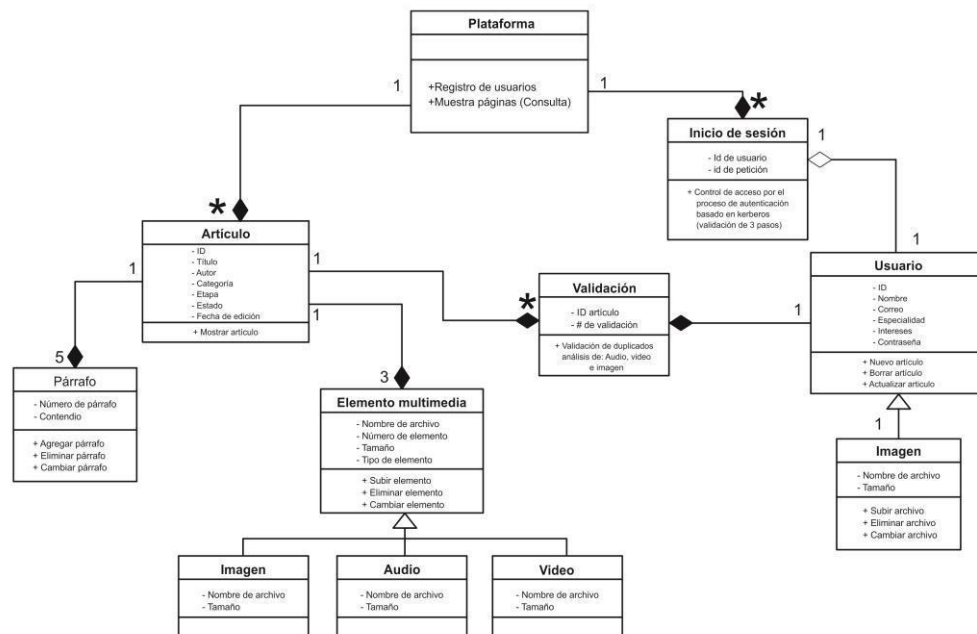 Plataforma
+Registro de usuarios
+Muestra páginas (Consulta)
1
1
*
*
Inicio de sesión
- Id de usuario
- id de petición
+ Control de acceso por el
proceso de autenticación
basado en kerberos
(validación de 3 pasos)
1
1
Artículo
- ID
- Título
- Autor
- Categoría
- Etapa
- Estado
- Fecha de edición
+ Mostrar artículo
1
1
1
*
Validación
- ID artículo
- # de validación
+ Validación de duplicados
análisis de: Audio, video
e imagen
1
Usuario
- ID
- Nombre
- Correo
- Especialidad
- Intereses
- Contraseña
+ Nuevo artículo
+ Borrar artículo
+ Actualizar articulo
5
Párrafo
- Número de párrafo
- Contendio
+ Agregar párrafo
+ Eliminar párrafo
+ Cambiar párrafo
3
Elemento multimedia
- Nombre de archivo
- Número de elemento
- Tamaño
- Tipo de elemento
+ Subir elemento
+ Eliminar elemento
+ Cambiar elemento
1
Imagen
- Nombre de archivo
- Tamaño
+ Subir archivo
+ Eliminar archivo
+ Cambiar archivo
Imagen
- Nombre de archivo
- Tamaño
Audio
- Nombre de archivo
- Tamaño
Video
- Nombre de archivo
- Tamaño